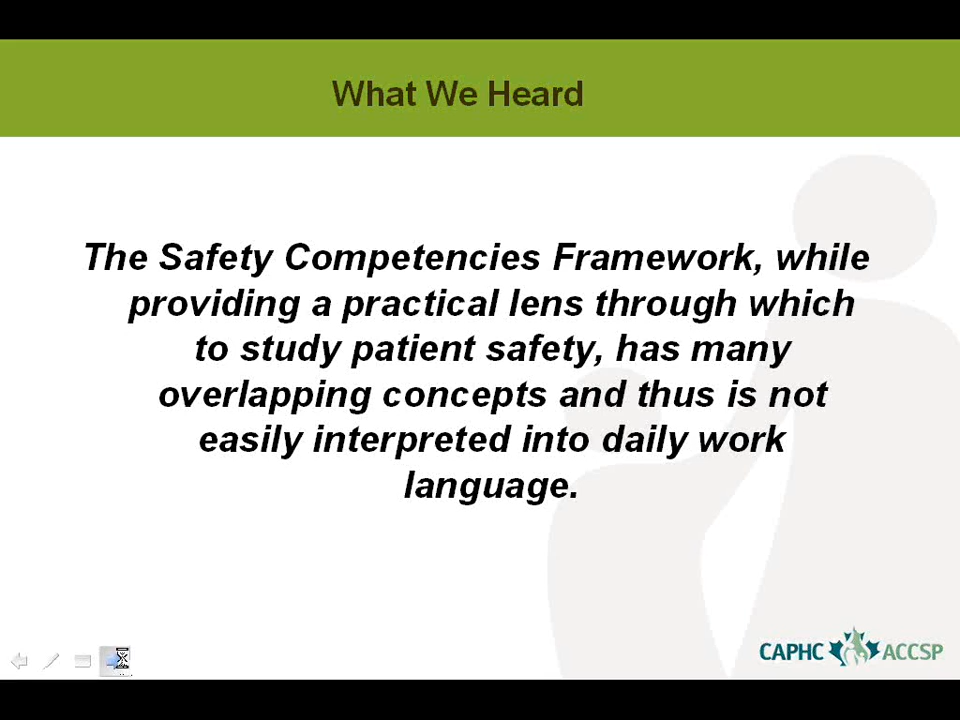 What We Heard
The Safety Competencies Framework, while
providing a practical lens through which
to study patient safety, has many
overlapping concepts and thus is not
easily interpreted into daily work
language.
CAPHC ACCSP